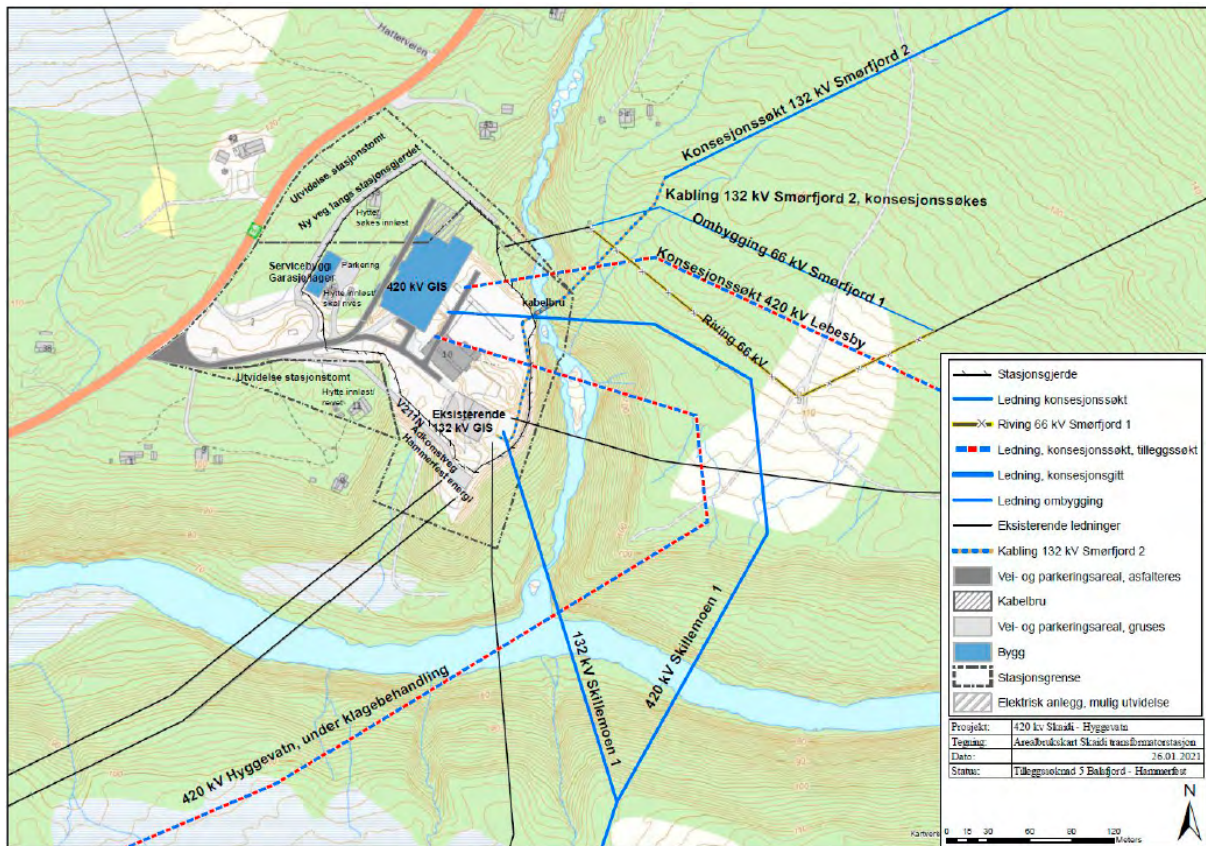 Hatterveien
Konsesjonssøkt 132 kV Smørfjord 2
Utvidelse stasjonstomt
Ny veg langs stasjonsgjerdet
Hytter
søkes innløst
Kabling 132 kV Smørfjord 2, konsesjonssøkes
Ombygging 66 kV Smørfjord 1
Konsesjonssøkt 420 kV Lebesby
Riving 66 kV
Servicebygg
Garasje/lager
Parkering
Hytte innløst/
skal rives
420 kV GIS
kabelbru
10
Utvidelse stasjonstomt
Hytte innløst/
revet
Eksisterende
132 kV GIS
V211N
Adkomstveg
Hammerfest energi
132 kV Skillemoen 1
420 kV Skillemoen 1
420 kV Hyggevatn, under klagebehandling
Stasjonsgjerde
Ledning konsesjonssøkt
Riving 66 kV Smørfjord 1
Ledning, konsesjonssøkt, tilleggssøkt
Ledning, konsesjonsgitt
Ledning ombygging
Eksisterende ledninger
Kabling 132 kV Smørfjord 2
Vei- og parkeringsareal, asfalteres
Kabelbru
Vei- og parkeringsareal, gruses
Bygg
Stasjonsgrense
Elektrisk anlegg, mulig utvidelse
Prosjekt: 420 kv Skaidi - Hyggevatn
Tegning: Arealbrukskart Skaidi transformatorstasjon
Dato: 26.01.2021
Status: Tilleggssøknad 5 Balsfjord - Hammerfest
N
0 15 30 60 80 120
Meters